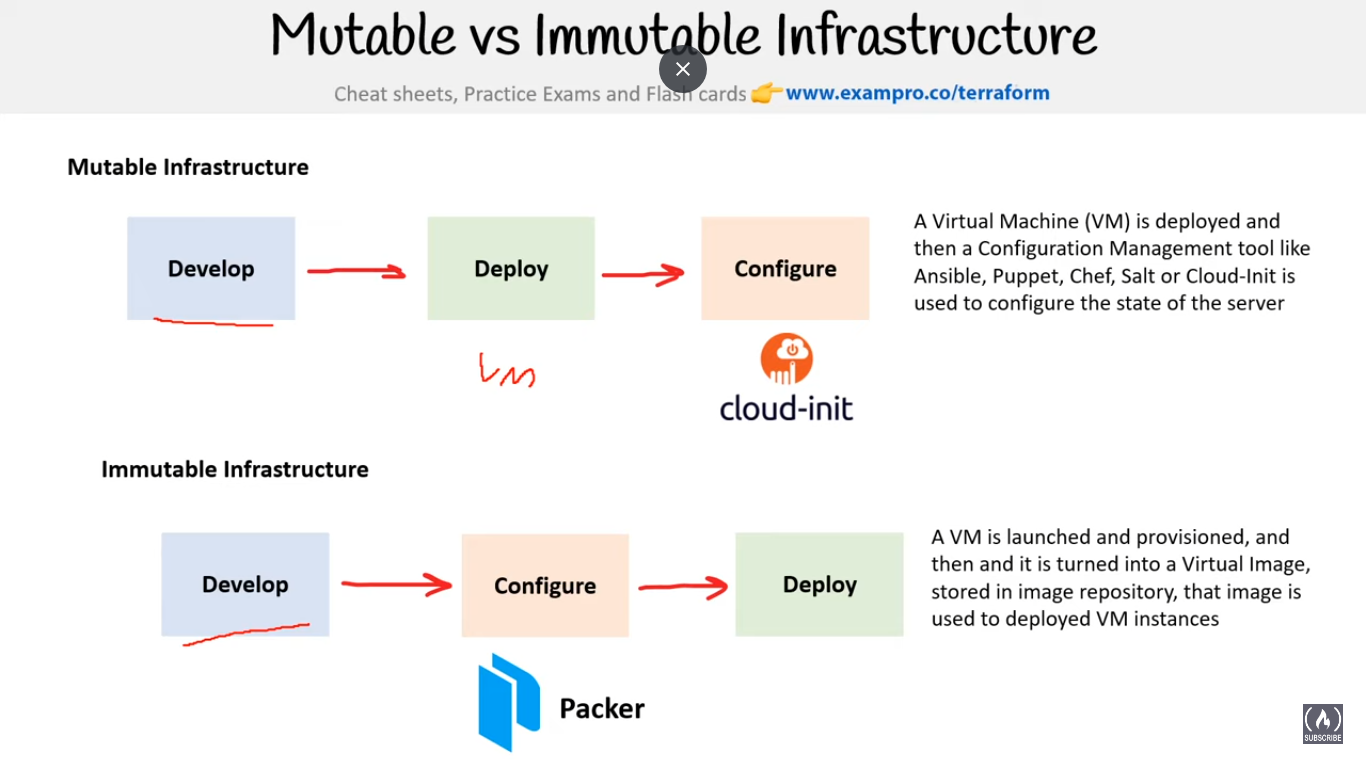 Mutable vs Immutable Infrastructure
Cheat sheets, Practice Exams and Flash cards 👉 www.exampro.co/terraform
Mutable Infrastructure
Develop
Deploy
Configure
A Virtual Machine (VM) is deployed and
then a Configuration Management tool like
Ansible, Puppet, Chef, Salt or Cloud-Init is
used to configure the state of the server
VM
cloud-init
Immutable Infrastructure
Develop
Configure
Deploy
A VM is launched and provisioned, and
then and it is turned into a Virtual Image,
stored in image repository, that image is
used to deployed VM instances
Packer
SUBSCRIBE